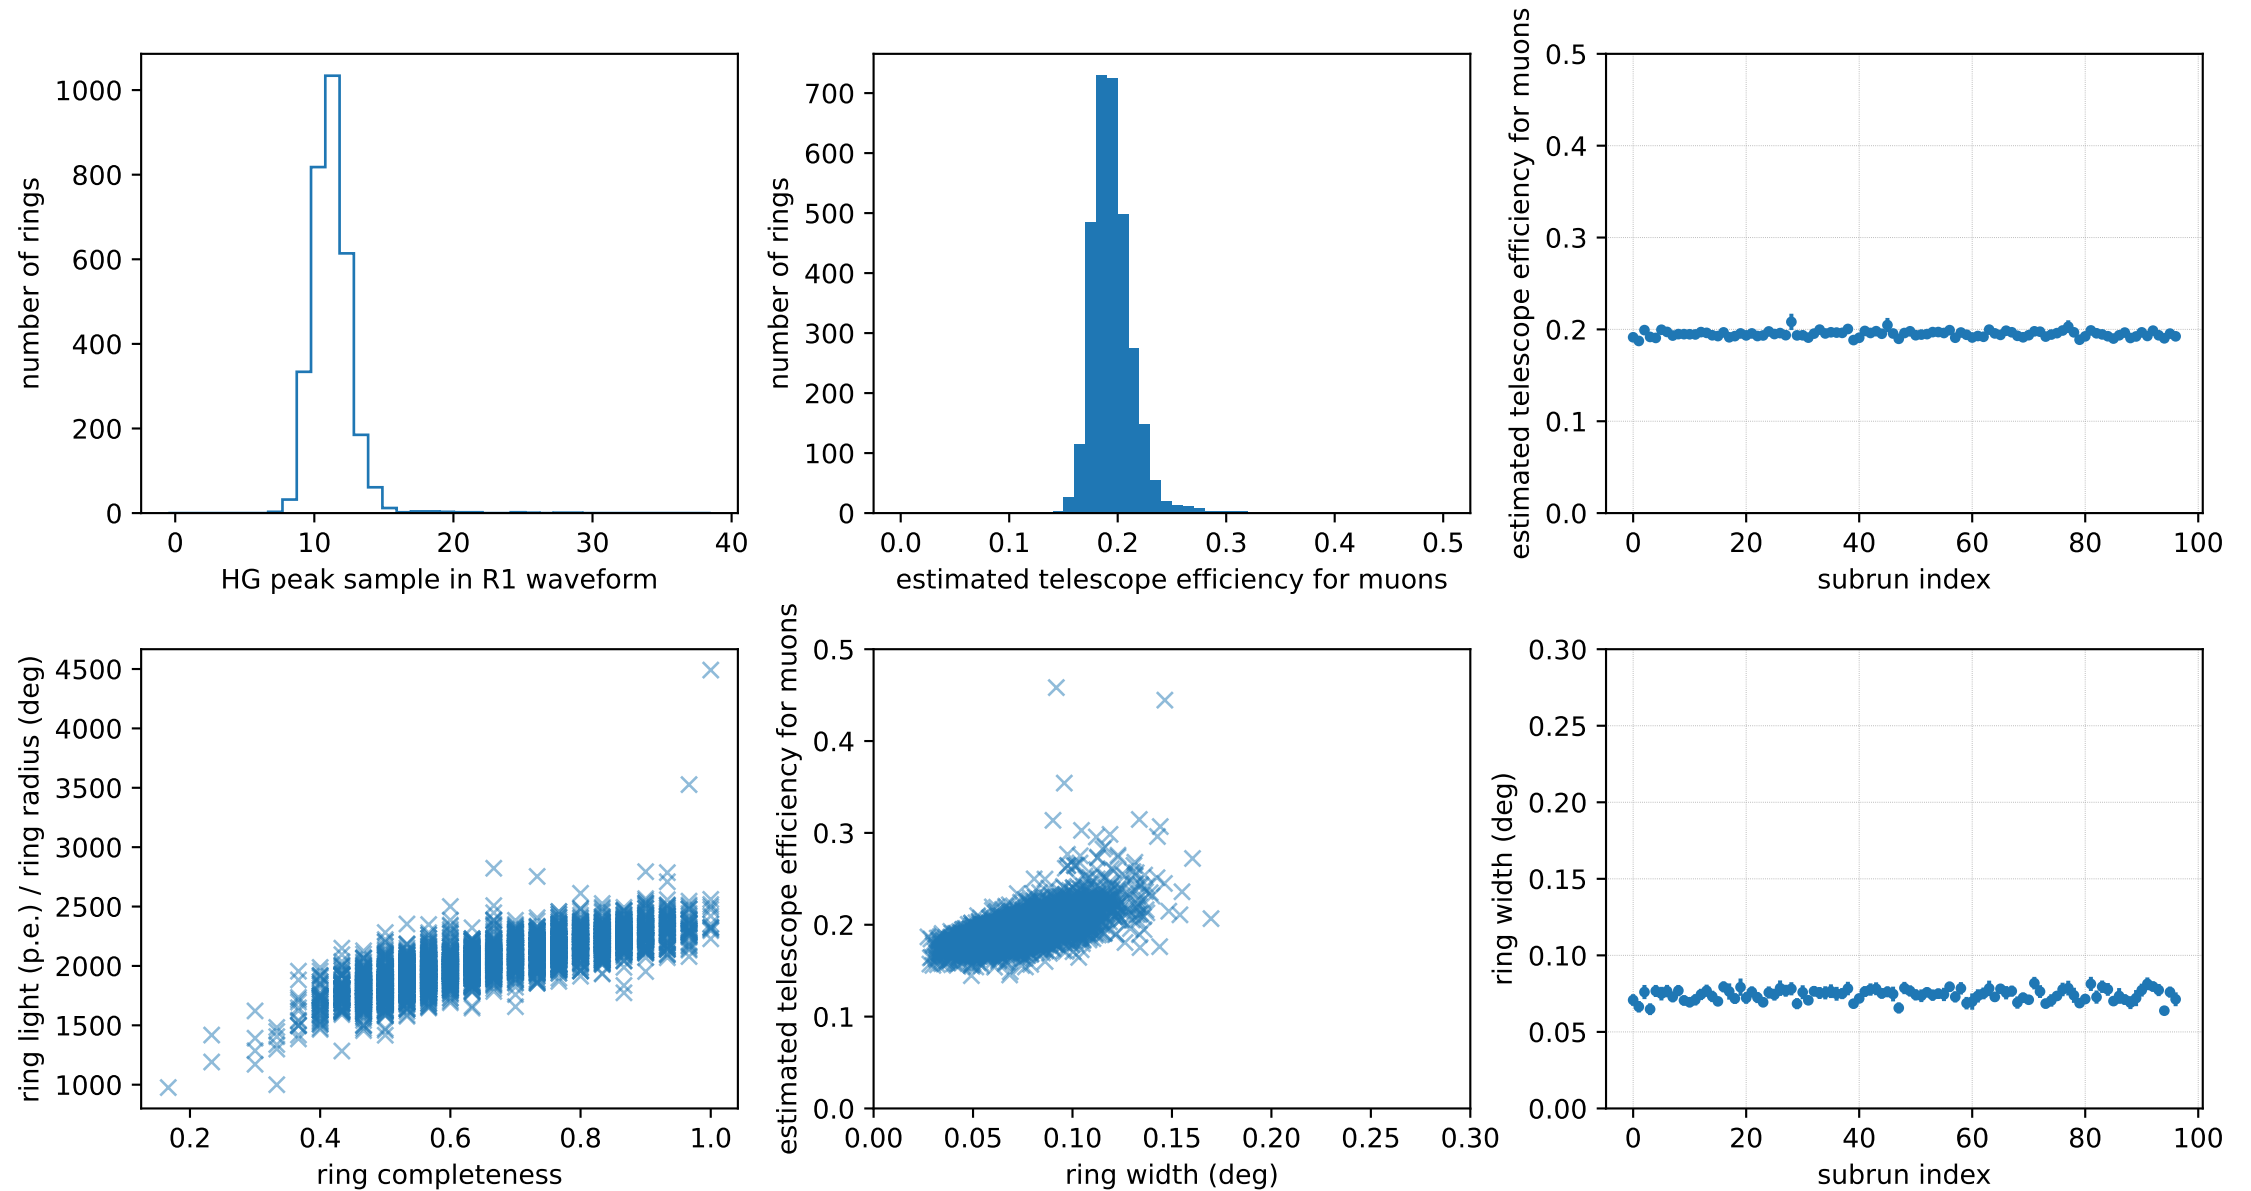 1000
800
600
400
200
0
number of rings
0 10 20 30 40
HG peak sample in R1 waveform
700
600
500
400
300
200
100
0
number of rings
0.0 0.1 0.2 0.3 0.4 0.5
estimated telescope efficiency for muons
0.5
0.4
0.3
0.2
0.1
0.0
estimated telescope efficiency for muons
0 20 40 60 80 100
subrun index
4500
4000
3500
3000
2500
2000
1500
1000
ring light (p.e.) / ring radius (deg)
0.2 0.4 0.6 0.8 1.0
ring completeness
0.5
0.4
0.3
0.2
0.1
0.0
estimated telescope efficiency for muons
0.00 0.05 0.10 0.15 0.20 0.25 0.30
ring width (deg)
0.30
0.25
0.20
0.15
0.10
0.05
0.00
ring width (deg)
0 20 40 60 80 100
subrun index